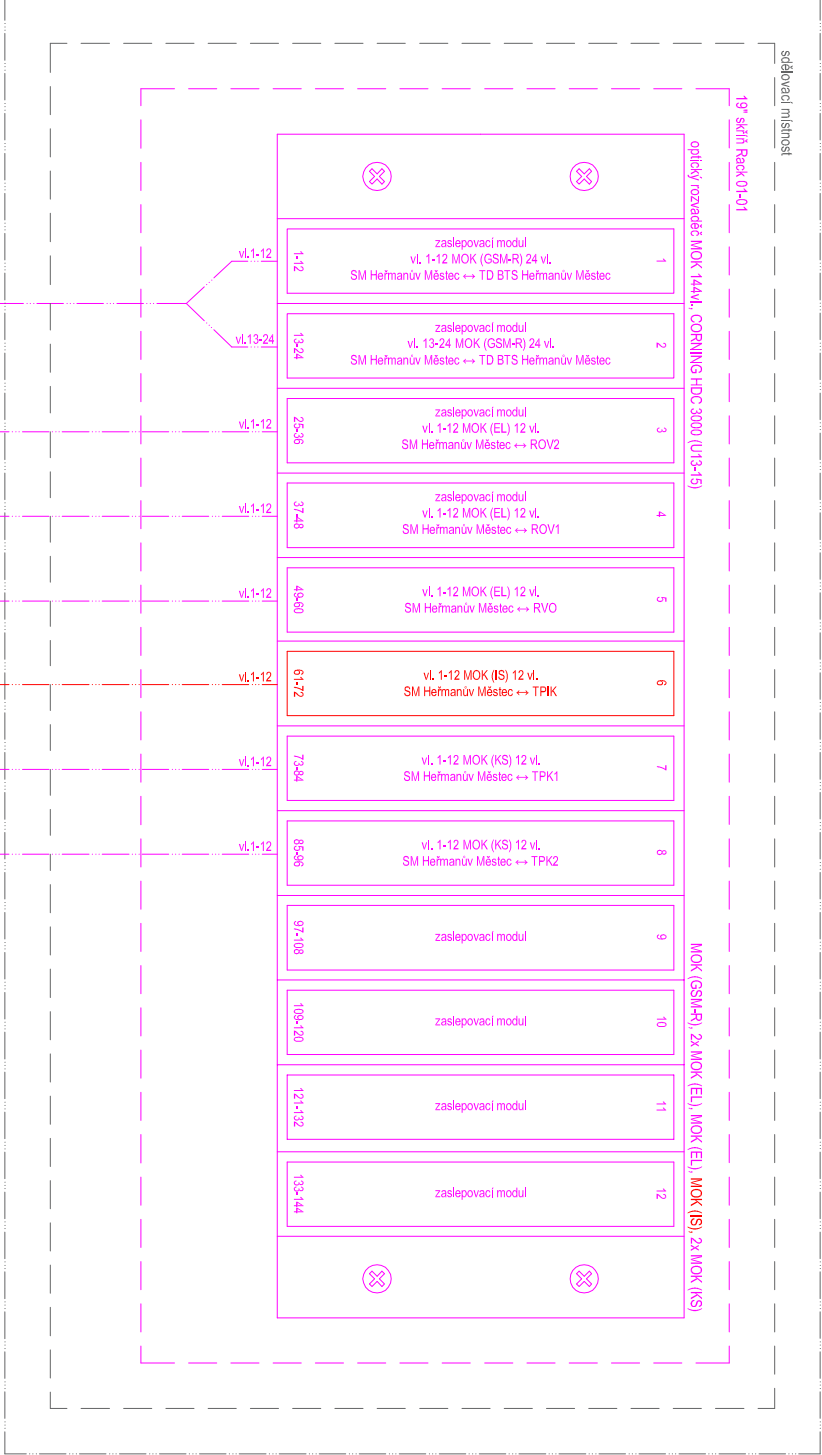 sdělovací místnost
19" skříň Rack 01-01
optický rozvaděč MOK 144vl., CORNING HDC 3000 (U13-15)
MOK (GSM-R), 2x MOK (EL), MOK (EL), MOK (IS), 2x MOK (KS)
vl.1-12
1-12
zaslepovací modul
vl. 1-12 MOK (GSM-R) 24 vl.
SM Heřmanův Městec ↔ TD BTS Heřmanův Městec
1
vl.13-24
13-24
zaslepovací modul
vl. 13-24 MOK (GSM-R) 24 vl.
SM Heřmanův Městec ↔ TD BTS Heřmanův Městec
2
vl.1-12
25-36
zaslepovací modul
vl. 1-12 MOK (EL) 12 vl.
SM Heřmanův Městec ↔ ROV2
3
vl.1-12
37-48
zaslepovací modul
vl. 1-12 MOK (EL) 12 vl.
SM Heřmanův Městec ↔ ROV1
4
vl.1-12
49-60
vl. 1-12 MOK (EL) 12 vl.
SM Heřmanův Městec ↔ RVO
5
vl.1-12
61-72
vl. 1-12 MOK (IS) 12 vl.
SM Heřmanův Městec ↔ TPIK
6
vl.1-12
73-84
vl. 1-12 MOK (KS) 12 vl.
SM Heřmanův Městec ↔ TPK1
7
vl.1-12
85-96
vl. 1-12 MOK (KS) 12 vl.
SM Heřmanův Městec ↔ TPK2
8
97-108
zaslepovací modul
9
109-120
zaslepovací modul
10
121-132
zaslepovací modul
11
133-144
zaslepovací modul
12